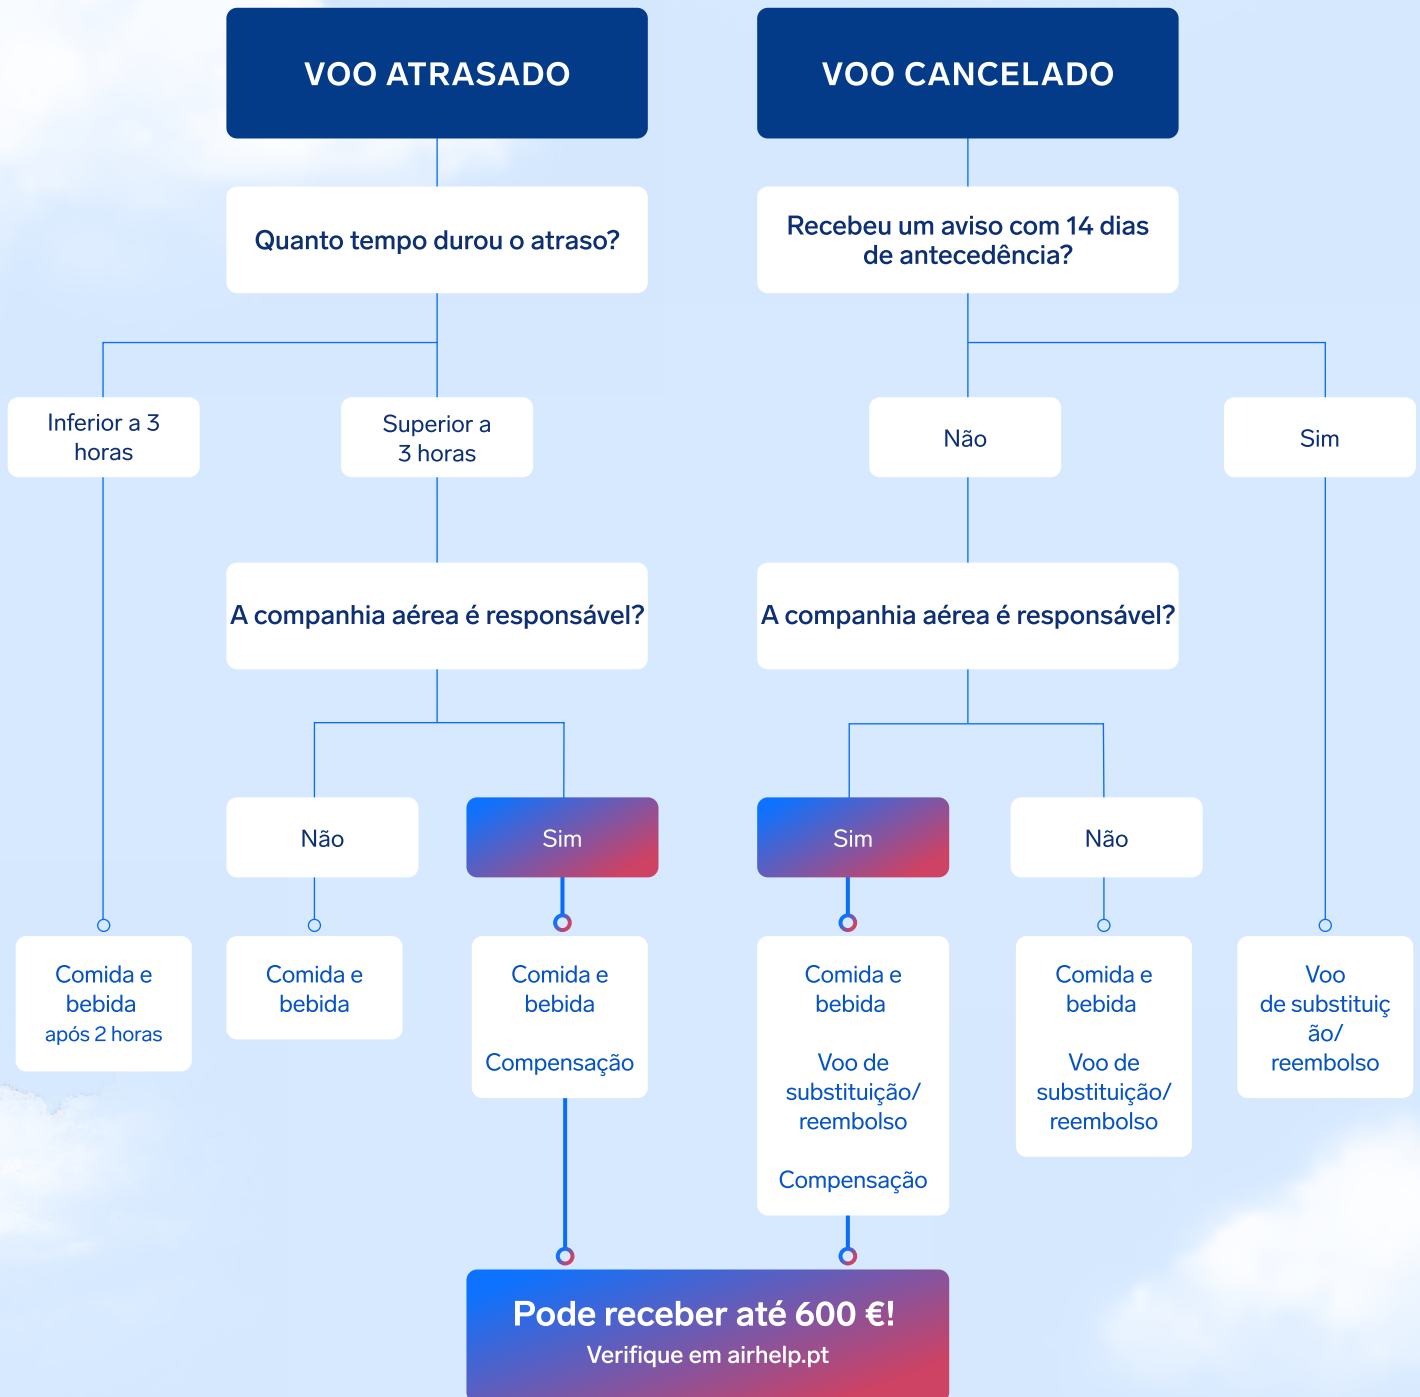 VOO ATRASADO
VOO CANCELADO
Quanto tempo durou o atraso?
Recebeu um aviso com 14 dias
de antecedência?
Inferior a 3
horas
Superior a
3 horas
Não
Sim
A companhia aérea é responsável?
A companhia aérea é responsável?
Não
Sim
Sim
Não
Comida e
bebida
após 2 horas
Comida e
bebida
Comida e
bebida
Compensação
Comida e
bebida
Voo de
substituição/
reembolso
Compensação
Comida e
bebida
Voo de
substituição/
reembolso
Voo
de substituiç
ão/
reembolso
Pode receber até 600 €!
Verifique em airhelp.pt